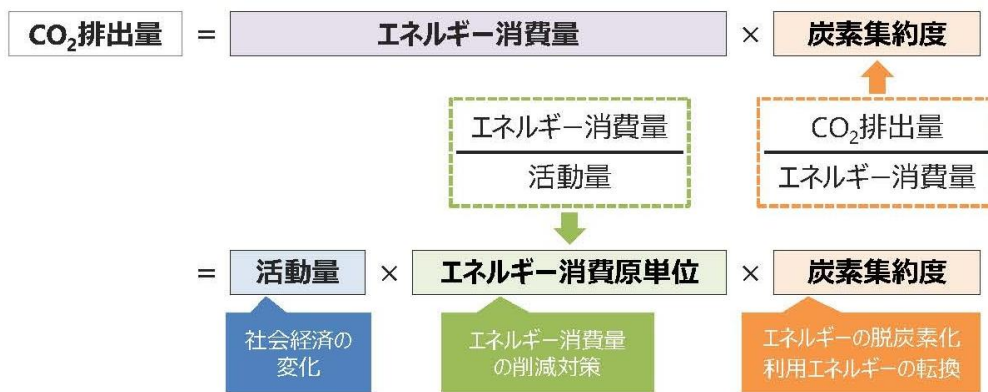 CO₂排出量 = エネルギー消費量 × 炭素集約度
エネルギー消費量
活動量
CO₂排出量
エネルギー消費量
= 活動量 × エネルギー消費原単位 × 炭素集約度
社会経済の
変化
エネルギー消費量
の削減対策
エネルギーの脱炭素化
利用エネルギーの転換